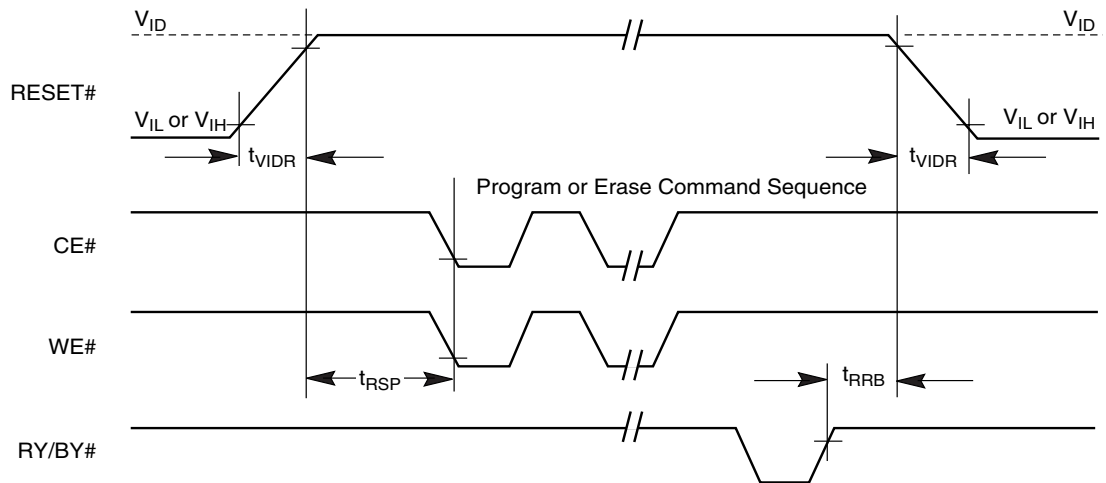 VID VID
RESET#
VIL or VIH VIL or VIH
tVIDR tVIDR
Program or Erase Command Sequence
CE#
WE#
tRSP tRRB
RY/BY#